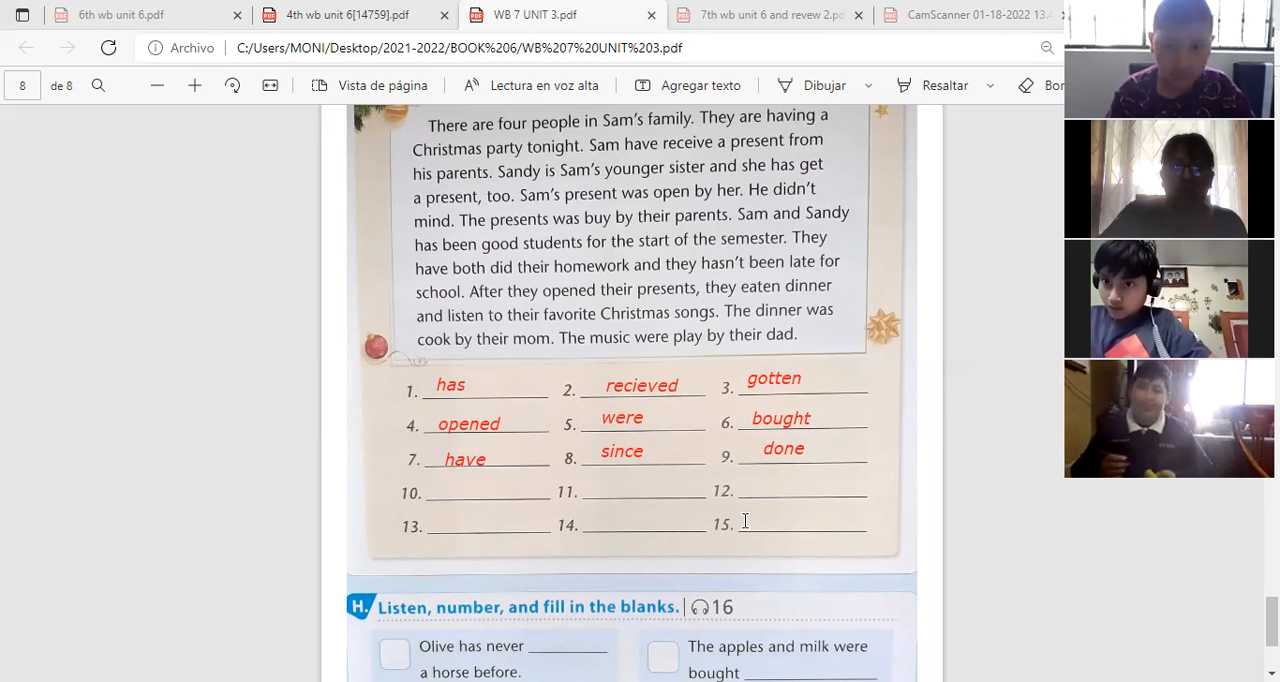 6th wb unit 6.pdf
4th wb unit 6[14759].pdf
WB 7 UNIT 3.pdf
7th wb unit 6 and revew 2.pd
CamScanner 01-18-2022 13.4
Archivo
C:/Users/MONI/Desktop/2021-2022/BOOK%206/WB%207%20UNIT%203.pdf
8 de 8
Vista de página
Lectura en voz alta
Agregar texto
Dibujar
Resaltar
Bor
There are four people in Sam's family. They are having a
Christmas party tonight. Sam have receive a present from
his parents. Sandy is Sam's younger sister and she has get
a present, too. Sam's present was open by her. He didn't
mind. The presents was buy by their parents. Sam and Sandy
has been good students for the start of the semester. They
have both did their homework and they hasn't been late for
school. After they opened their presents, they eaten dinner
and listen to their favorite Christmas songs. The dinner was
cook by their mom. The music were play by their dad.
1. has 2. recieved 3. gotten
4. opened 5. were 6. bought
7. have 8. since 9. done
10. 11. 12.
13. 14. 15.
H. Listen, number, and fill in the blanks. 16
Olive has never
a horse before.
The apples and milk were
bought